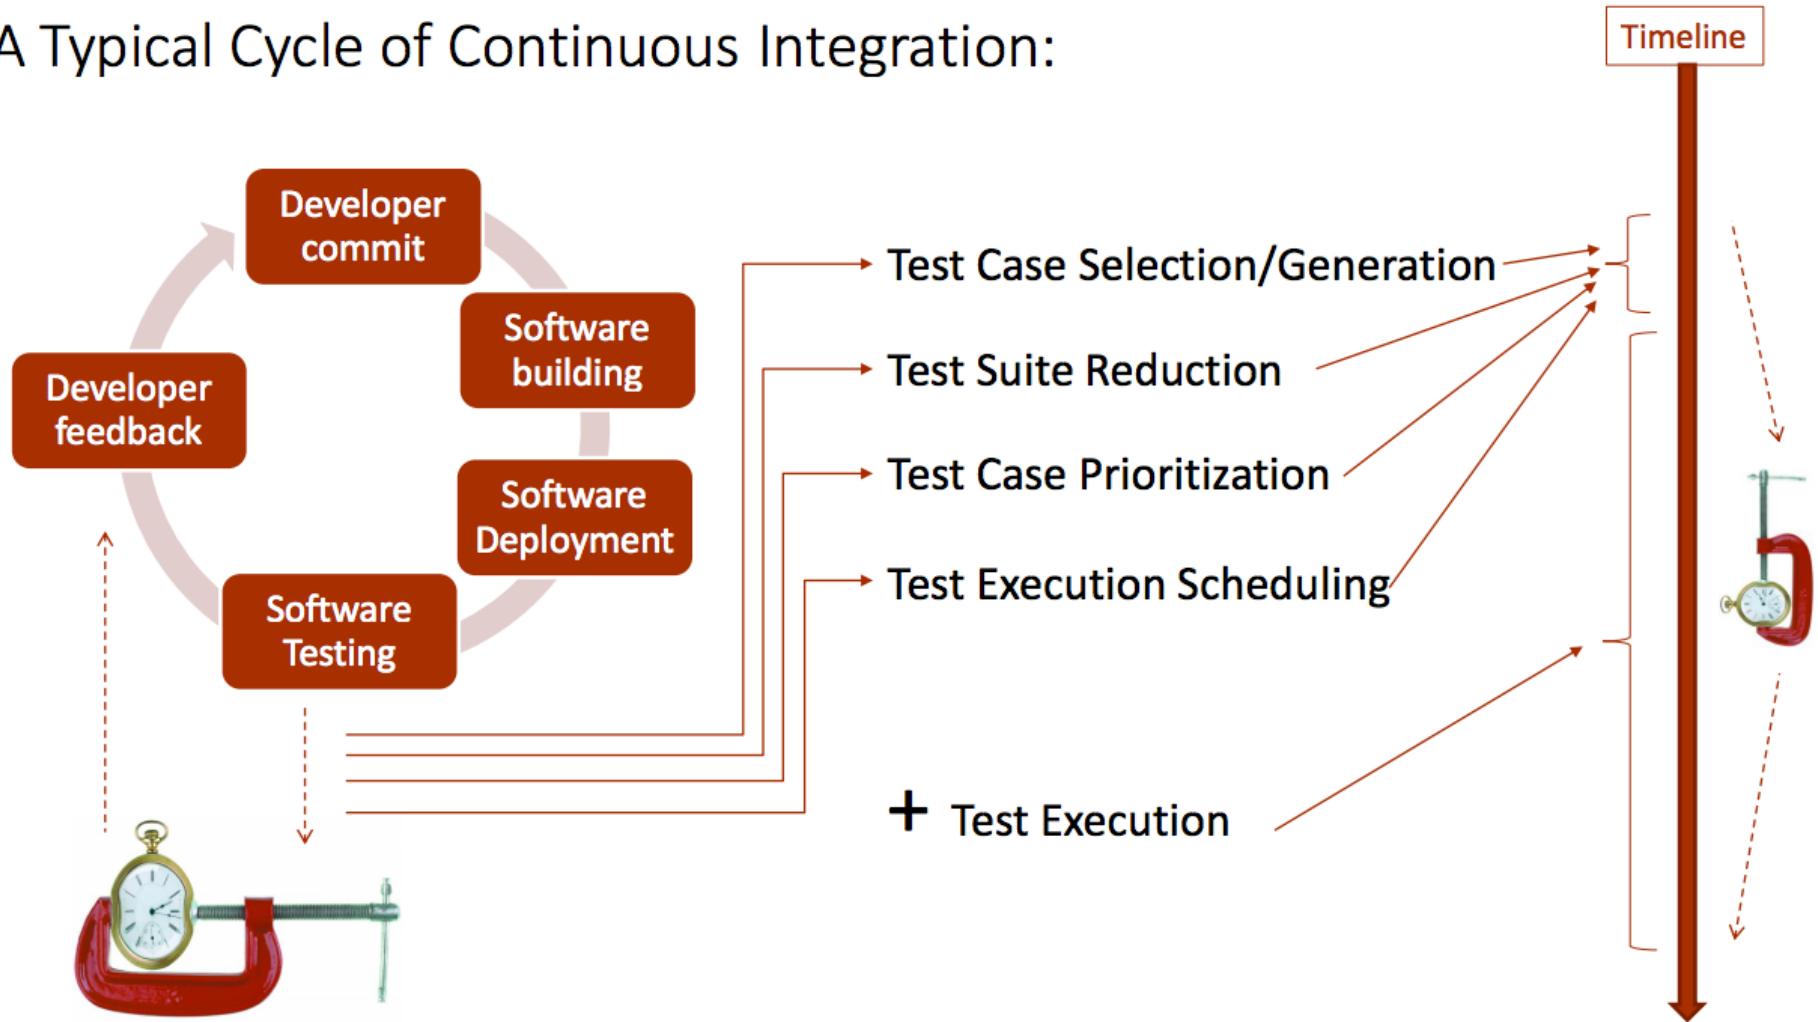 A Typical Cycle of Continuous Integration:
Timeline
Developer
commit
Software
building
Developer
feedback
Software
Deployment
Software
Testing
Test Case Selection/Generation
Test Suite Reduction
Test Case Prioritization
Test Execution Scheduling
+ Test Execution